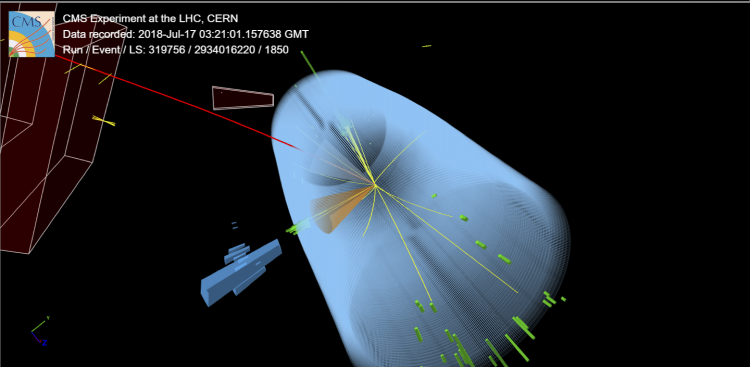 CMS
CMS Experiment at the LHC, CERN
Data recorded: 2018-Jul-17 03:21:01.157638 GMT
Run / Event / LS: 319756 / 2934016220 / 1850